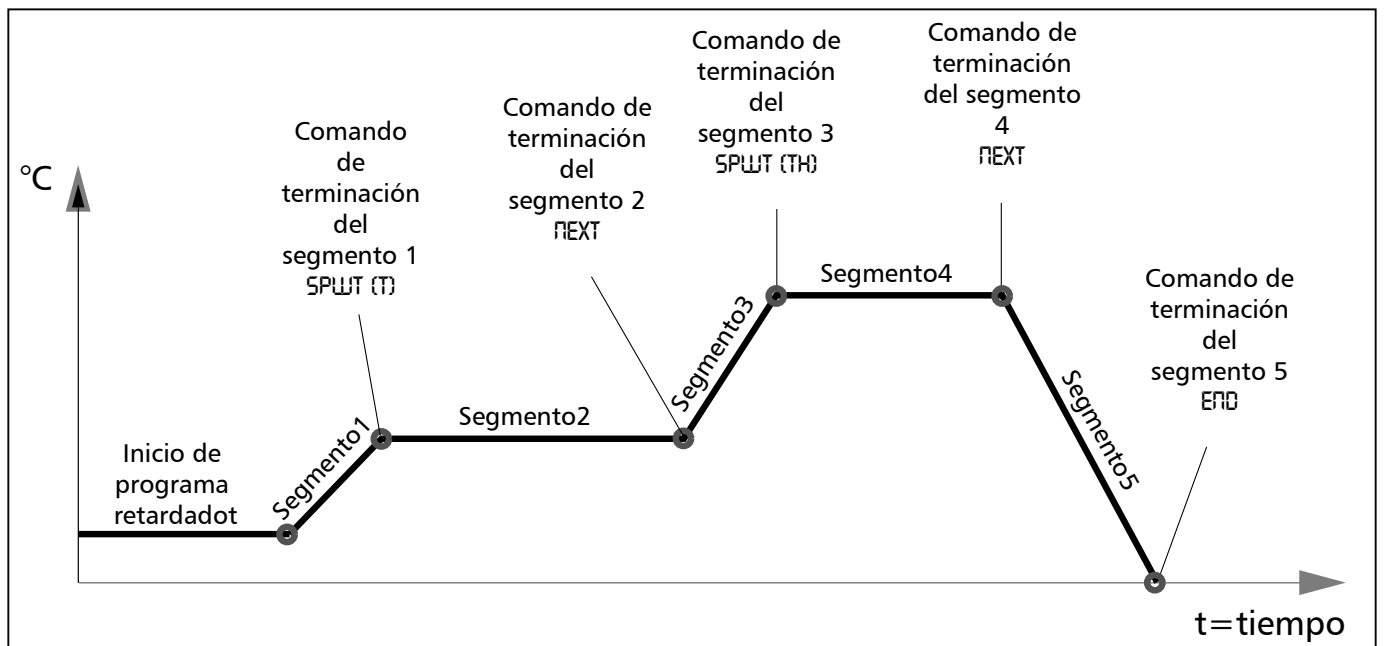 °C
Comando
de
terminación
del
segmento 1
SPWT (T)
Comando de
terminación
del
segmento 2
NEXT
Comando de
terminación
del
segmento 3
SPWT (TH)
Comando de
terminación
del segmento
4
NEXT
Comando de
terminación
del
segmento 5
END
Inicio de
programa
retardadot
Segmento1
Segmento2
Segmento3
Segmento4
Segmento5
t=tiempo